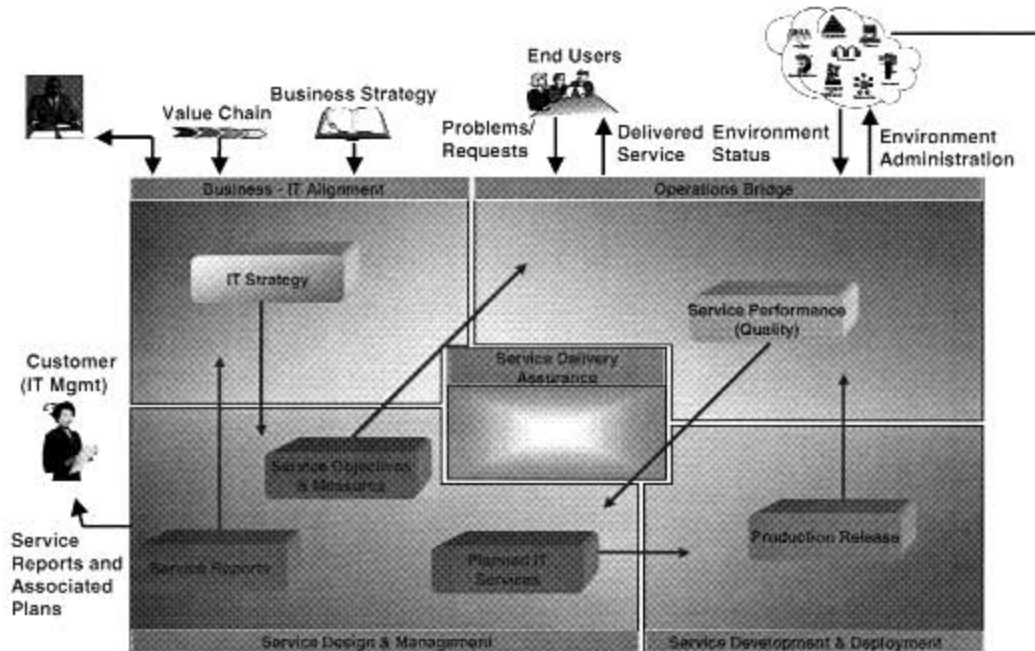 End Users
Business Strategy
Value Chain
Problems/
Requests
Delivered
Service
Environment
Status
Environment
Administration
Business - IT Alignment
Operations Bridge
IT Strategy
Service Performance
(Quality)
Service Delivery
Assurance
Customer
(IT Mgmt)
Service Objectives
& Measures
Service Reports
Planned IT
Services
Production Release
Service
Reports and
Associated
Plans
Service Design & Management
Service Development & Deployment